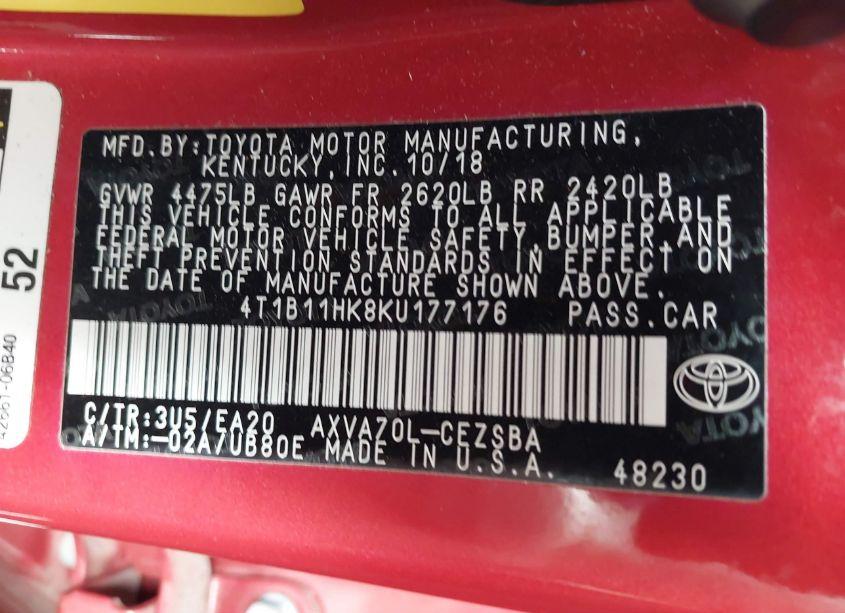 MFD.BY:TOYOTA MOTOR MANUFACTURING,
KENTUCKY,INC.10/18
GVWR 4475LB GAWR FR 2620LB RR 2420LB
THIS VEHICLE CONFORMS TO ALL APPLICABLE
FEDERAL MOTOR VEHICLE SAFETY,BUMPER,AND
THEFT PREVENTION STANDARDS IN EFFECT ON
THE DATE OF MANUFACTURE SHOWN ABOVE.
4T1B11HK8KU177176 PASS.CAR
C/TR:3U5/EA20 AXVA70L-CEZSBA
A/TM:-02A/UB80E MADE IN U.S.A.
48230
52
42661-06B40